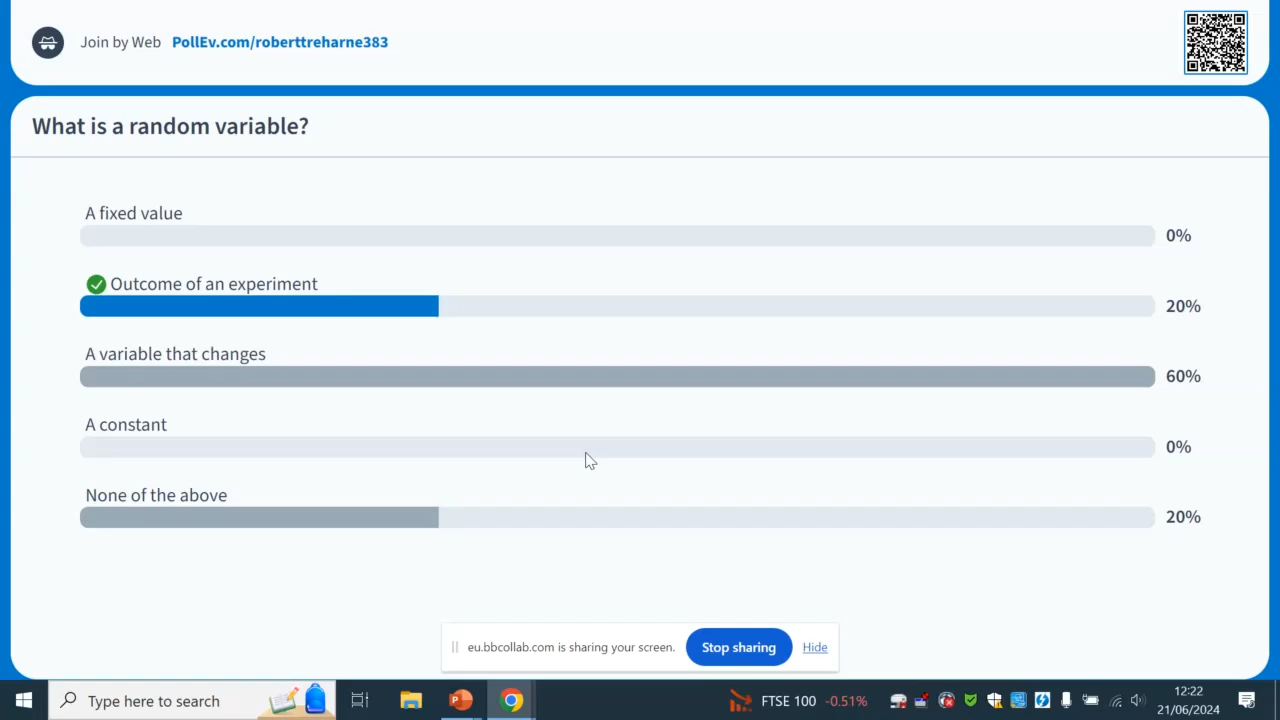 Join by Web PollEv.com/roberttreharne383
What is a random variable?
A fixed value
0%
Outcome of an experiment
20%
A variable that changes
60%
A constant
0%
None of the above
20%
eu.bbcollab.com is sharing your screen. Stop sharing Hide
Type here to search
FTSE 100 -0.51%
12:22
21/06/2024